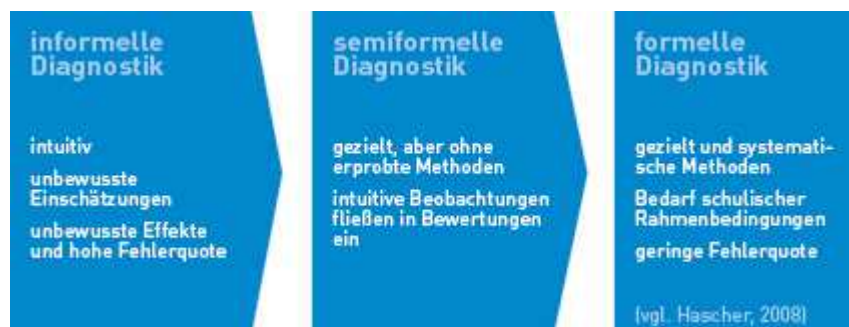 informelle
Diagnostik
intuitiv
unbewusste
Einschätzungen
unbewusste Effekte
und hohe Fehlerquote
semiformelle
Diagnostik
gezielt, aber ohne
erprobte Methoden
intuitive Beobachtungen
fließen in Bewertungen
ein
formelle
Diagnostik
gezielt und systemati-
sche Methoden
Bedarf schulischer
Rahmenbedingungen
geringe Fehlerquote
(vgl. Hascher, 2008)